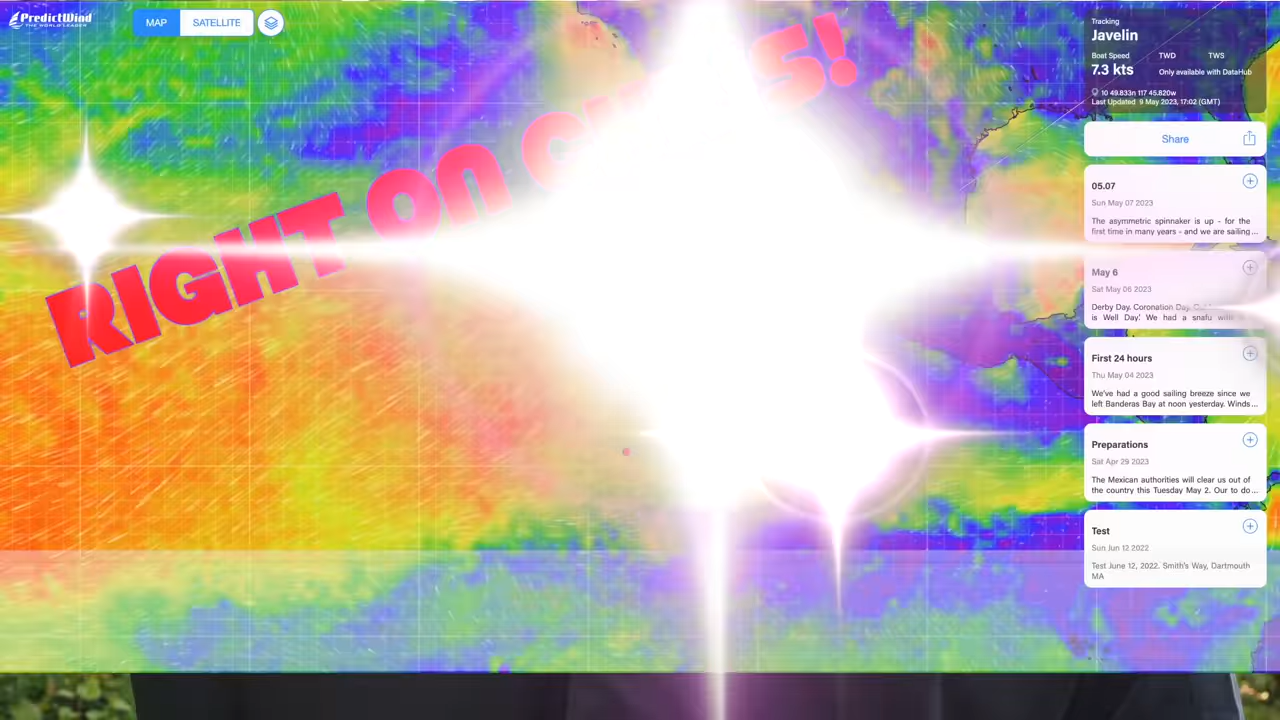 PredictWind
THE WORLD LEADER
MAP
SATELLITE
RIGHT ON
S!
Tracking
Javelin
Boat Speed
TWD
TWS
7.3 kts
Only available with DataHub
10 49.833n 117 45.820w
Last Updated 9 May 2023, 17:02 (GMT)
Share
05.07
Sun May 07 2023
The asymmetric spinnaker is up - for the
first time in many years - and we are sailing...
May 6
Sat May 06 2023
Derby Day. Coronation Day.
is Well Day'. We had a snafu
First 24 hours
Thu May 04 2023
We've had a good sailing breeze since we
left Banderas Bay at noon yesterday. Winds...
Preparations
Sat Apr 29 2023
The Mexican authorities will clear us out of
the country this Tuesday May 2. Our to do...
Test
Sun Jun 12 2022
Test June 12, 2022. Smith's Way, Dartmouth
MA